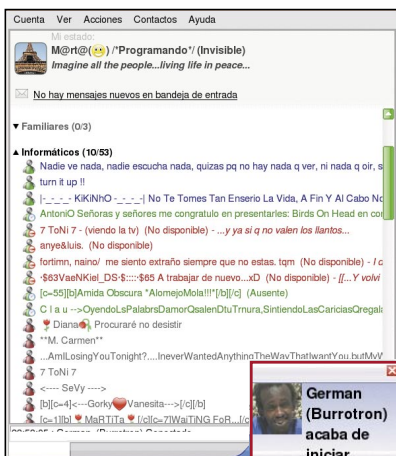 Cuenta Ver Acciones Contactos Ayuda
Mi estado:
M@rt@( ) /*Programando*/ (Invisible)
Imagine all the people...living life in peace...
No hay mensajes nuevos en bandeja de entrada
Familiares (0/3)
Informáticos (10/53)
Nadie ve nada, nadie escucha nada, quizas pq no hay nada q ver, ni nada q oir, s
turn it up !!
|-_-_-_- KiKiNhO -_-_-_-| No Te Tomes Tan Enserio La Vida, A Fin Y Al Cabo No
AntoniO Señoras y señores me congratulo en presentarles: Birds On Head en con
7 ToNi 7 - (viendo la tv) (No disponible) - ...y ya si q no valen los llantos...
anye&luis. (No disponible)
fortimn, naino/ me siento extraño siempre que no estas. tqm (No disponible) - I c
·$63VaeNKiel_DS·$::::·$65 A trabajar de nuevo...xD (No disponible) - [[...Y volvi
[c=55][b]Amida Obscura *AlomejoMola!!!*[/b][/c] (Ausente)
C l a u -->OyendoLsPalabrsDamorQsalenDtuTrnura,SintiendoLasCariciasQregala
Diana , Procuraré no desistir
**M. Carmen**
...AmILosingYouTonight?....IneverWantedAnythingTheWayThatIwantYou,butMyW
7 ToNi 7
<---- SeVy ---->
[b][c=4]<---Gorky Vanesita--->[/c][/b]
[c=1][b] MaRTiTa [/c][c=7]WaiTiNG FoR...[/c]
German
(Burrotron)
acaba de
iniciar